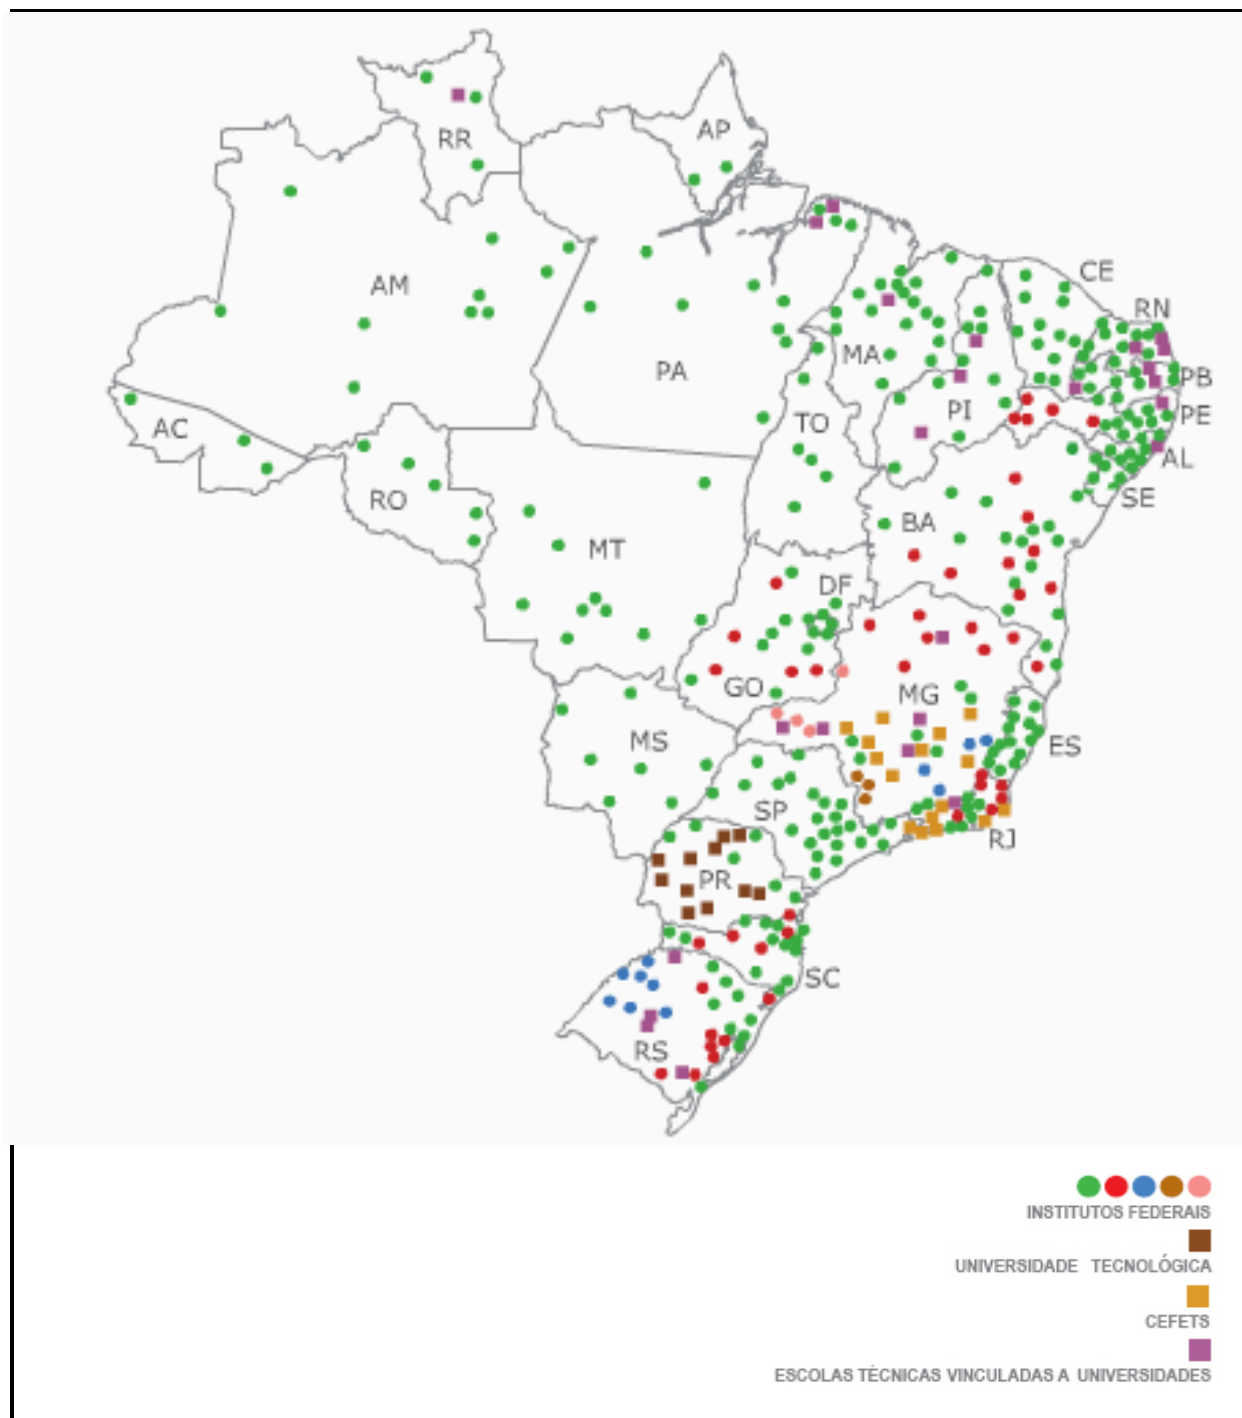 AP
RR
CE
AM
RN
MA
PA
PB
PI
PE
TO
AC
AL
RO
SE
BA
MT
DF
GO
MG
MS
ES
SP
RJ
PR
SC
RS
INSTITUTOS FEDERAIS
UNIVERSIDADE TECNOLÓGICA
CEFETS
ESCOLAS TÈCNICAS VINCULADAS A UNIVERSIDADES